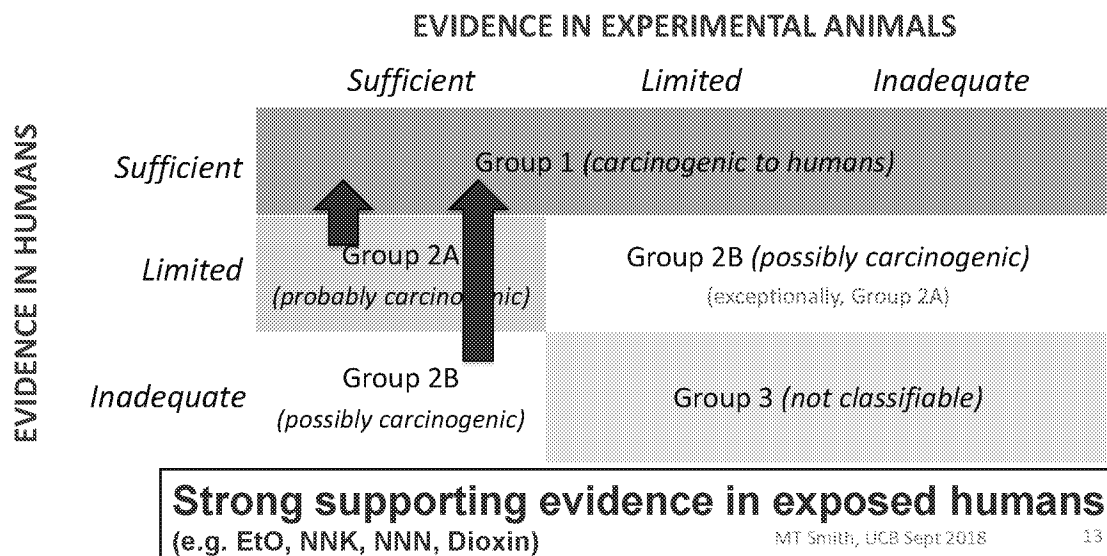 EVIDENCE IN EXPERIMENTAL ANIMALS
Sufficient Limited Inadequate
EVIDENCE IN HUMANS
Sufficient
Group 1 (carcinogenic to humans)
Limited
Group 2A
(probably carcinogenic)
Group 2B (possibly carcinogenic)
(exceptionally, Group 2A)
Inadequate
Group 2B
(possibly carcinogenic)
Group 3 (not classifiable)
Strong supporting evidence in exposed humans
(e.g. EtO, NNK, NNN, Dioxin)
MT Smith, UCB Sept 2018 13